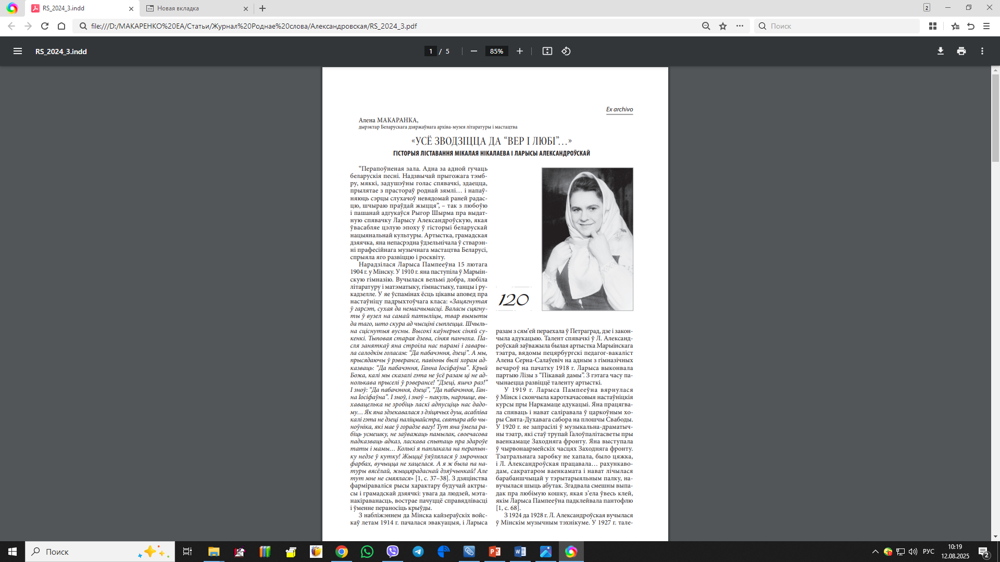 RS_2024_3.indd
Новая вкладка
2
file:///D:/МАКАРЕНКО%20ЕА/Статьи/Журнал%20Роднае%20слова/Александровская/RS_2024_3.pdf
Поиск
RS_2024_3.indd
1 / 5
85%
Ex archivo
Алена МАКАРАНКА,
дырэктар Беларускага дзяржаўнага архіва-музея літаратуры і мастацтва
«УСЁ ЗВОДЗІЦЦА ДА “ВЕР І ЛЮБІ”…»
ГІСТОРЫЯ ЛІСТАВАННЯ МІКАЛАЯ НІКАЛАЕВА І ЛАРЫСЫ АЛЕКСАНДРОЎСКАЙ
“Перапоўненая зала. Адна за адной гучаць
беларускія песні. Надзвычай прыгожага тэмб-
ру, мяккі, задушэўны голас спявачкі, здаецца,
прылятае з прастораў роднай зямлі… і напаў-
няюць сэрцы слухачоў невядомай раней радас-
цю, шчыраю праўдай жыцця”, – так з любоўю
і пашанай адгукаўся Рыгор Шырма пра выдат-
ную спявачку Ларысу Александроўскую, якая
ўвасабляе цэлую эпоху ў гісторыі беларускай
нацыянальнай культуры. Артыстка, грамадская
дзяячка, яна непасрэдна ўдзельнічала ў стварэн-
ні прафесійнага музычнага мастацтва Беларусі,
спрыяла яго развіццю і росквіту.
Нарадзілася Ларыса Пампееўна 15 лютага
1904 г. у Мінску. У 1910 г. яна паступіла ў Марыін-
скую гімназію. Вучылася вельмі добра, любіла
літаратуру і матэматыку, гімнастыку, танцы і ру-
кадзелле. У яе ўспамінах ёсць цікавы аповед пра
настаўніцу падрыхтоўчага класа: «Зацягнутая
ў гарсэт, сухая да немагчымасці. Валасы сцягну-
ты ў вузел на самай патыліцы, твар вымыты
да таго, што скура ад чысціні сыплецца. Шчыль-
на сціснутыя вусны. Высокі каўнерык сіняй су-
кенкі. Тыповая старая дзева, сіняя панчоха. Па-
сля заняткаў яна строіла нас парамі і гавары-
ла салодкім голасам: “Да пабачэння, дзеці”. А мы,
прысядаючы ў рэверансе, павінны былі хорам ад-
казваць: “Да пабачэння, Ганна Іосіфаўна”. Крый
Божа, калі мы сказалі гэта не ўсё разам ці не ад-
нолькава прыселі ў рэверансе! “Дзеці, яшчэ раз!”
І зноў: “Да пабачэння, дзеці”, “Да пабачэння, Ган-
на Іосіфаўна”. І зноў, і зноў – пакуль, нарэшце, вы-
хавацелька не зробіць ласкі адпусціць нас дадо-
му… Як яна здзекавалася з дзіцячых душ, асабліва
калі гэта не дзеці паліцмайстра, святара або чы-
ноўніка, які мае ў горадзе вагу! Тут яна ўмела ра-
біць усмешку, не заўважаць памылак, своечасова
падказваць адказ, ласкава спытаць пра здароўе
таты і мамы… Колькі я паплакала на перапын-
ку недзе ў кутку! Жыццё ўяўлялася ў змрочных
фарбах, вучыцца не хацелася. А я ж была па на-
туры вясёлай, жыццярадаснай дзяўчынкай! Але
тут мне не смяялася» [1, с. 37–38]. З дзяцінства
фарміраваліся рысы характару будучай актры-
сы і грамадскай дзяячкі: увага да людзей, мэта-
накіраванасць, вострае пачуццё справядлівасці
і ўменне пераносіць крыўды.
З набліжэннем да Мінска кайзераўскіх войс-
каў летам 1914 г. пачалася эвакуацыя, і Ларыса
120
разам з сям’ей пераехала ў Петраград, дзе і закон-
чыла адукацыю. Талент спявачкі ў Л. Александ-
роўскай заўважыла былая артыстка Марыінскага
тэатра, вядомы пецярбургскі педагог-вакаліст
Алена Серна-Салаўевіч на адным з гімназічных
вечароў на пачатку 1918 г. Ларыса выконвала
партыю Лізы з “Пікавай дамы”. З гэтага часу па-
чынаецца развіццё таленту артысткі.
У 1919 г. Ларыса Пампееўна вярнулася
ў Мінск і скончыла кароткачасовыя настаўніцкія
курсы пры Наркамаце адукацыі. Яна працягва-
ла спяваць і нават саліравала ў царкоўным хо-
ры Свята-Духавага сабора на плошчы Свабоды.
У 1920 г. яе запрасілі ў музыкальна-драматыч-
ны тэатр, які стаў трупай Галоўпалітасветы пры
ваенкамаце Заходняга фронту. Яна выступала
ў чырвонаармейскіх часцях Заходняга фронту.
Тэатральнага заробку не хапала, было цяжка,
і Л. Александроўская працавала… рахункаво-
дам, сакратаром ваенкамата і нават лічылася
барабаншчыцай у тэрытарыяльным палку, на-
вучылася шыць абутак. Згадвала смешны выпа-
дак пра любімую кошку, якая з’ела ўвесь клей,
якім Ларыса Пампееўна падклейвала пантофлю
[1, с. 68].
З 1924 да 1928 г. Л. Александроўская вучылася
ў Мінскім музычным тэхнікуме. У 1927 г. тале-
Поиск
РУС
10:19
12.08.2025
2